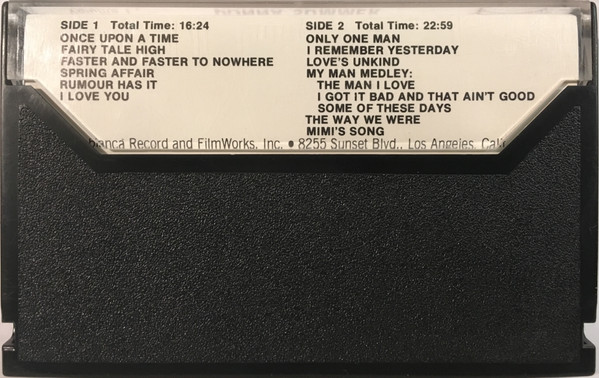 SIDE 1 Total Time: 16:24
ONCE UPON A TIME
FAIRY TALE HIGH
FASTER AND FASTER TO NOWHERE
SPRING AFFAIR
RUMOUR HAS IT
I LOVE YOU
SIDE 2 Total Time: 22:59
ONLY ONE MAN
I REMEMBER YESTERDAY
LOVE'S UNKIND
MY MAN MEDLEY:
THE MAN I LOVE
I GOT IT BAD AND THAT AIN'T GOOD
SOME OF THESE DAYS
THE WAY WE WERE
MIMI'S SONG
Record and FilmWorks, Inc. • 8255 Sunset Blvd., Los Angeles,